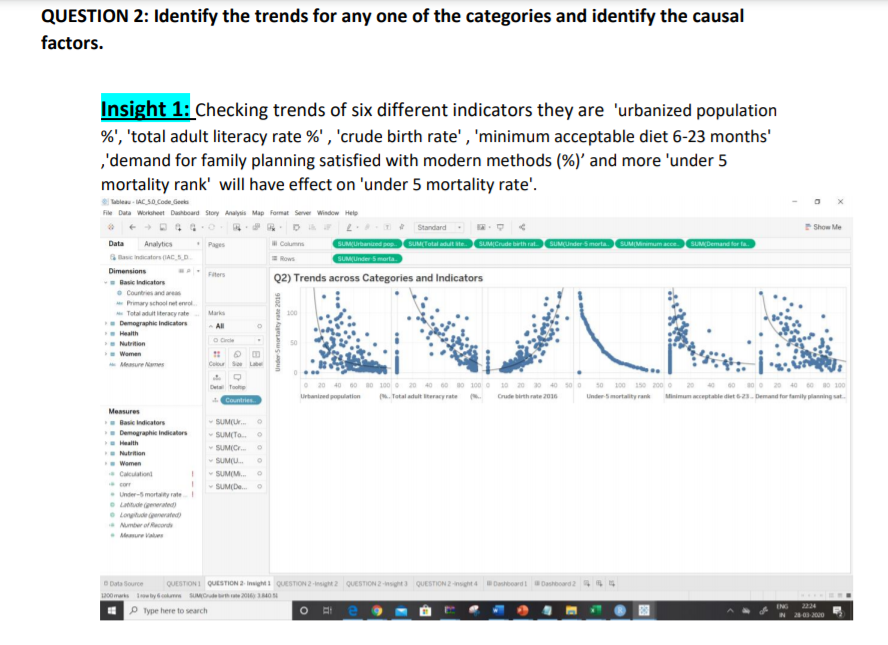 QUESTION 2: Identify the trends for any one of the categories and identify the causal
factors.
Insight 1: Checking trends of six different indicators they are 'urbanized population
%', 'total adult literacy rate %' , 'crude birth rate' , 'minimum acceptable diet 6-23 months'
,'demand for family planning satisfied with modern methods (%)' and more 'under 5
mortality rank' will have effect on 'under 5 mortality rate'.
Tableau - IAC_5.0_Code_Geeks
File Data Worksheet Dashboard Story Analysis Map Format Server Window Help
Standard
Show Me
Data Analytics
Pages
Columns
SUM(Urbanized pop.. SUM(Total adult lite.. SUM(Crude birth rat.. SUM(Under-5 morta.. SUM(Minimum acce.. SUM(Demand for fa..
Basic Indicators (IAC_5_D..
Rows
SUM(Under-5 morta..
Dimensions
Filters
Basic Indicators
Countries and areas
Primary school net enrol..
Total adult literacy rate ..
Demographic Indicators
Health
Nutrition
Women
Measure Names
Marks
All
Circle
Colour Size Label
Detail Tooltip
Countries..
Q2) Trends across Categories and Indicators
Under-5 mortality rate 2016
100
50
0
0 20 40 60 80 100 0 20 40 60 80 100 0 10 20 30 40 50 0 50 100 150 200 0 20 40 60 80 0 20 40 60 80 100
Urbanized population (%.. Total adult literacy rate (%.. Crude birth rate 2016 Under-5 mortality rank Minimum acceptable diet 6-23 .. Demand for family planning sat..
Measures
Basic Indicators
Demographic Indicators
Health
Nutrition
Women
Calculation1
corr
Under-5 mortality rate ..
Latitude (generated)
Longitude (generated)
Number of Records
Measure Values
SUM(Ur...
SUM(To...
SUM(Cr...
SUM(U...
SUM(Mi...
SUM(De...
Data Source QUESTION 1 QUESTION 2- Insight 1 QUESTION 2-Insight 2 QUESTION 2-Insight 3 QUESTION 2-Insight 4 Dashboard 1 Dashboard 2
1200 marks 1 row by 6 columns
Type here to search
ENG
IN
22:24
28-03-2020